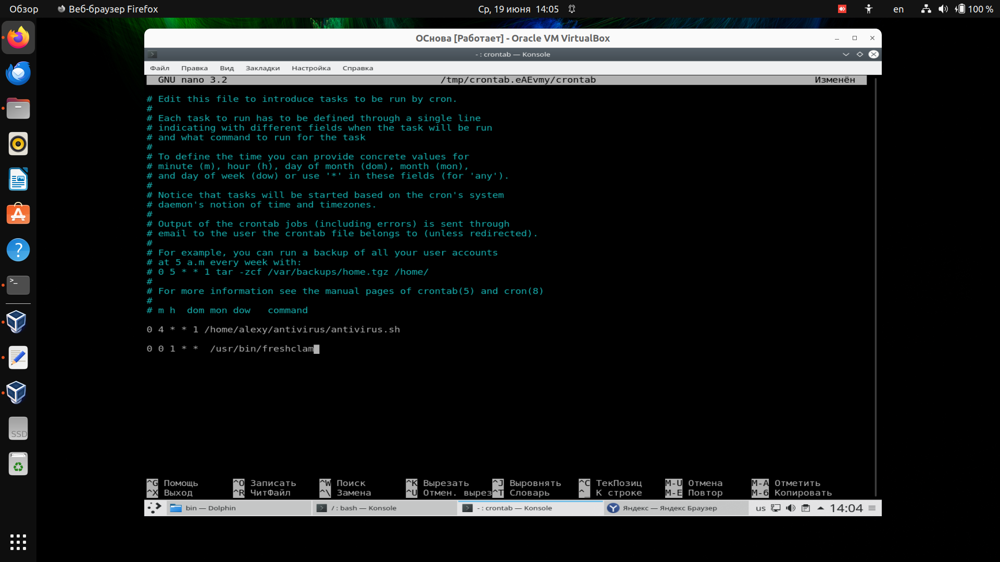 Обзор Веб-браузер Firefox Ср, 19 июня 14:05 en 100 %
ОСнова [Работает] - Oracle VM VirtualBox
- : crontab — Konsole
Файл Правка Вид Закладки Настройка Справка
GNU nano 3.2 /tmp/crontab.eAEvmy/crontab Изменён
# Edit this file to introduce tasks to be run by cron.
#
# Each task to run has to be defined through a single line
# indicating with different fields when the task will be run
# and what command to run for the task
#
# To define the time you can provide concrete values for
# minute (m), hour (h), day of month (dom), month (mon),
# and day of week (dow) or use '*' in these fields (for 'any').
#
# Notice that tasks will be started based on the cron's system
# daemon's notion of time and timezones.
#
# Output of the crontab jobs (including errors) is sent through
# email to the user the crontab file belongs to (unless redirected).
#
# For example, you can run a backup of all your user accounts
# at 5 a.m every week with:
# 0 5 * * 1 tar -zcf /var/backups/home.tgz /home/
#
# For more information see the manual pages of crontab(5) and cron(8)
#
# m h  dom mon dow   command
0 4 * * 1 /home/alexy/antivirus/antivirus.sh
0 0 1 * *  /usr/bin/freshclam
^G Помощь ^O Записать ^W Поиск ^K Вырезать ^J Выровнять ^C ТекПозиц M-U Отмена M-A Отметить
^X Выход ^R ЧитФайл ^\ Замена ^U Отмен. вырез ^T Словарь ^_ К строке M-E Повтор M-6 Копировать
bin — Dolphin / : bash — Konsole - : crontab — Konsole Яндекс — Яндекс Браузер us 14:04
SSD